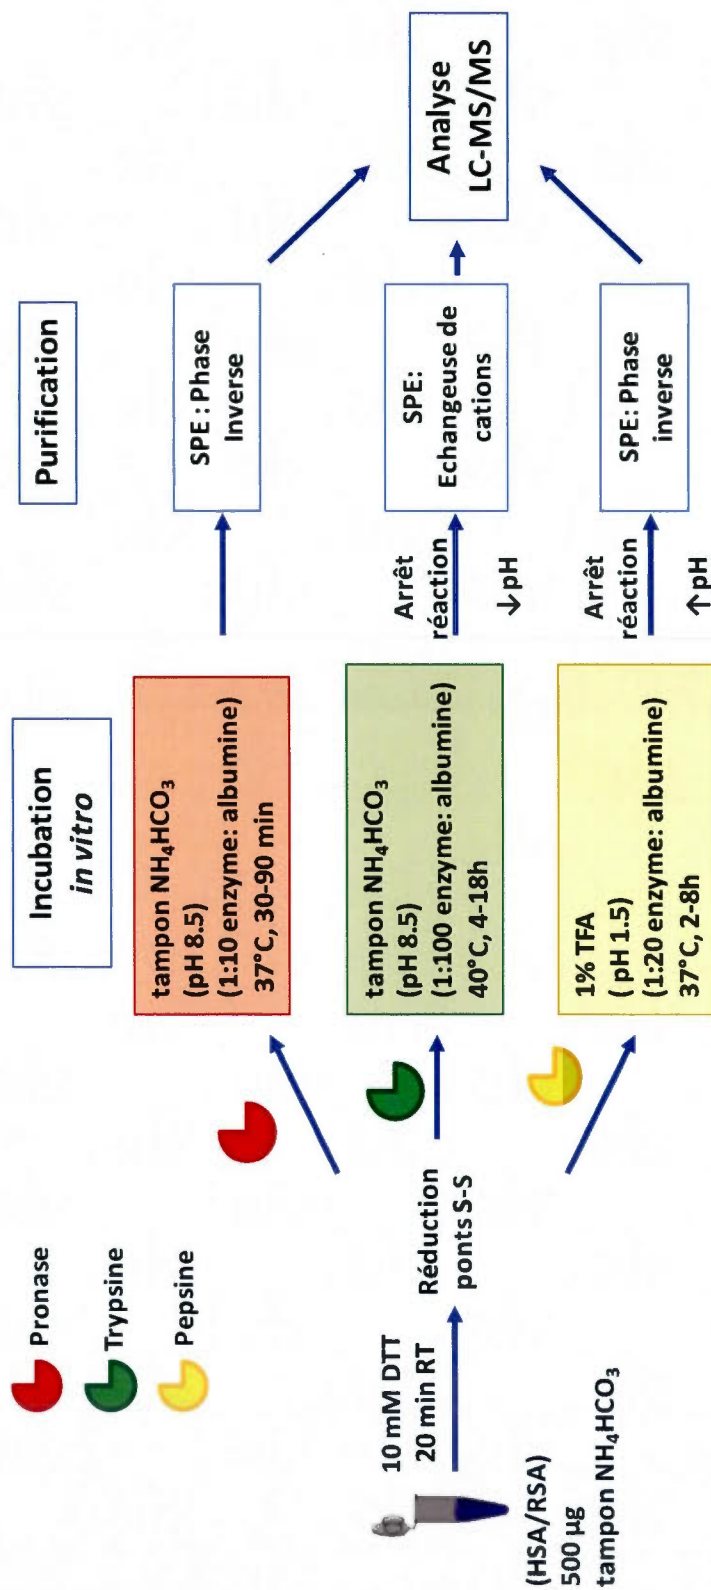 Pronase
Trypsine
Pepsine
Incubation
in vitro
Purification
(HSA/RSA)
500 µg
tampon NH₄HCO₃
10 mM DTT
20 min RT
Réduction
ponts S-S
tampon NH₄HCO₃
(pH 8.5)
(1:10 enzyme: albumine)
37°C, 30-90 min
SPE : Phase
Inverse
tampon NH₄HCO₃
(pH 8.5)
(1:100 enzyme: albumine)
40°C, 4-18h
Arrêt
réaction
↓pH
SPE:
Echangeuse de
cations
1% TFA
( pH 1.5)
(1:20 enzyme: albumine)
37°C, 2-8h
Arrêt
réaction
↑pH
SPE: Phase
inverse
Analyse
LC-MS/MS